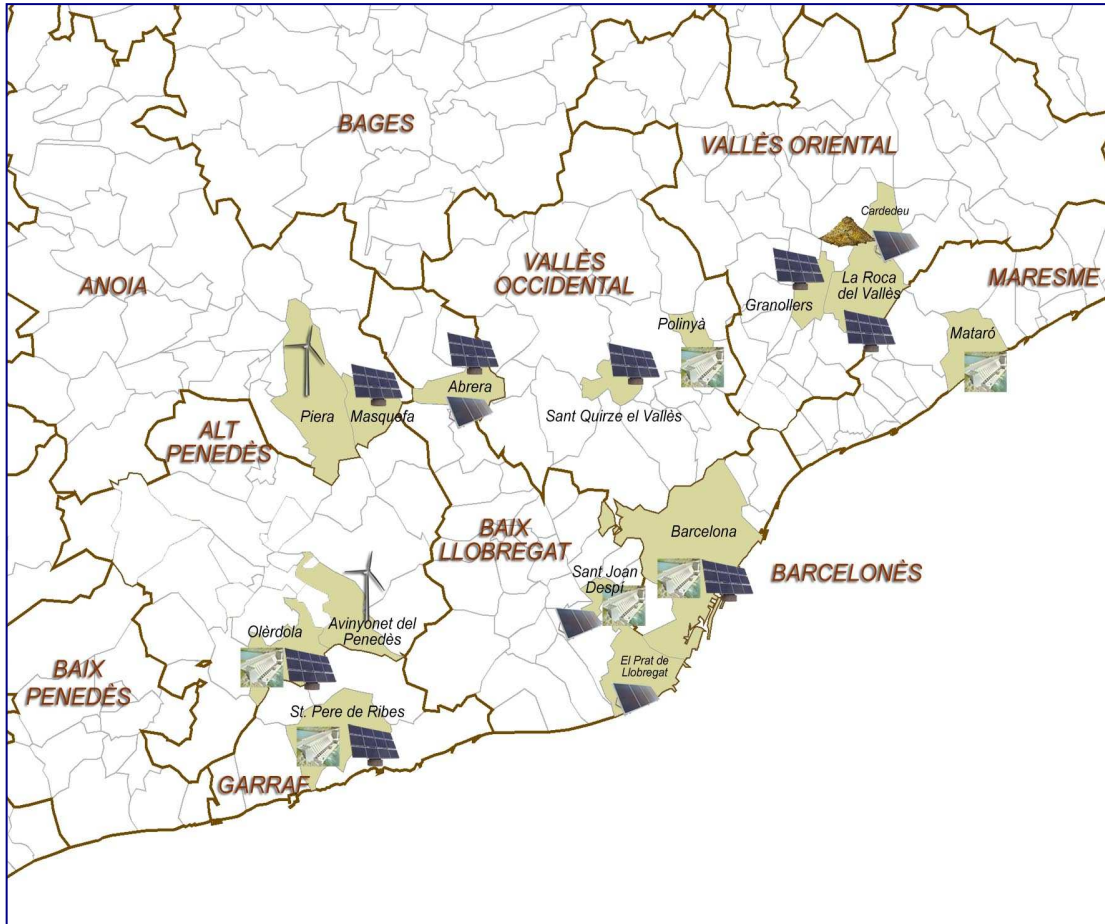 BAGES
VALLÈS ORIENTAL
Cardedeu
ANOIA
VALLÈS
OCCIDENTAL
MARESME
La Roca
del Vallès
Granollers
Polinyà
Mataró
Abrera
Piera
Masquefa
Sant Quirze el Vallès
ALT
PENEDÈS
BAIX
LLOBREGAT
Barcelona
BARCELONÈS
Sant Joan
Despí
Olèrdola
Avinyonet del
Penedès
El Prat de
Llobregat
BAIX
PENEDÈS
St. Pere de Ribes
GARRAF